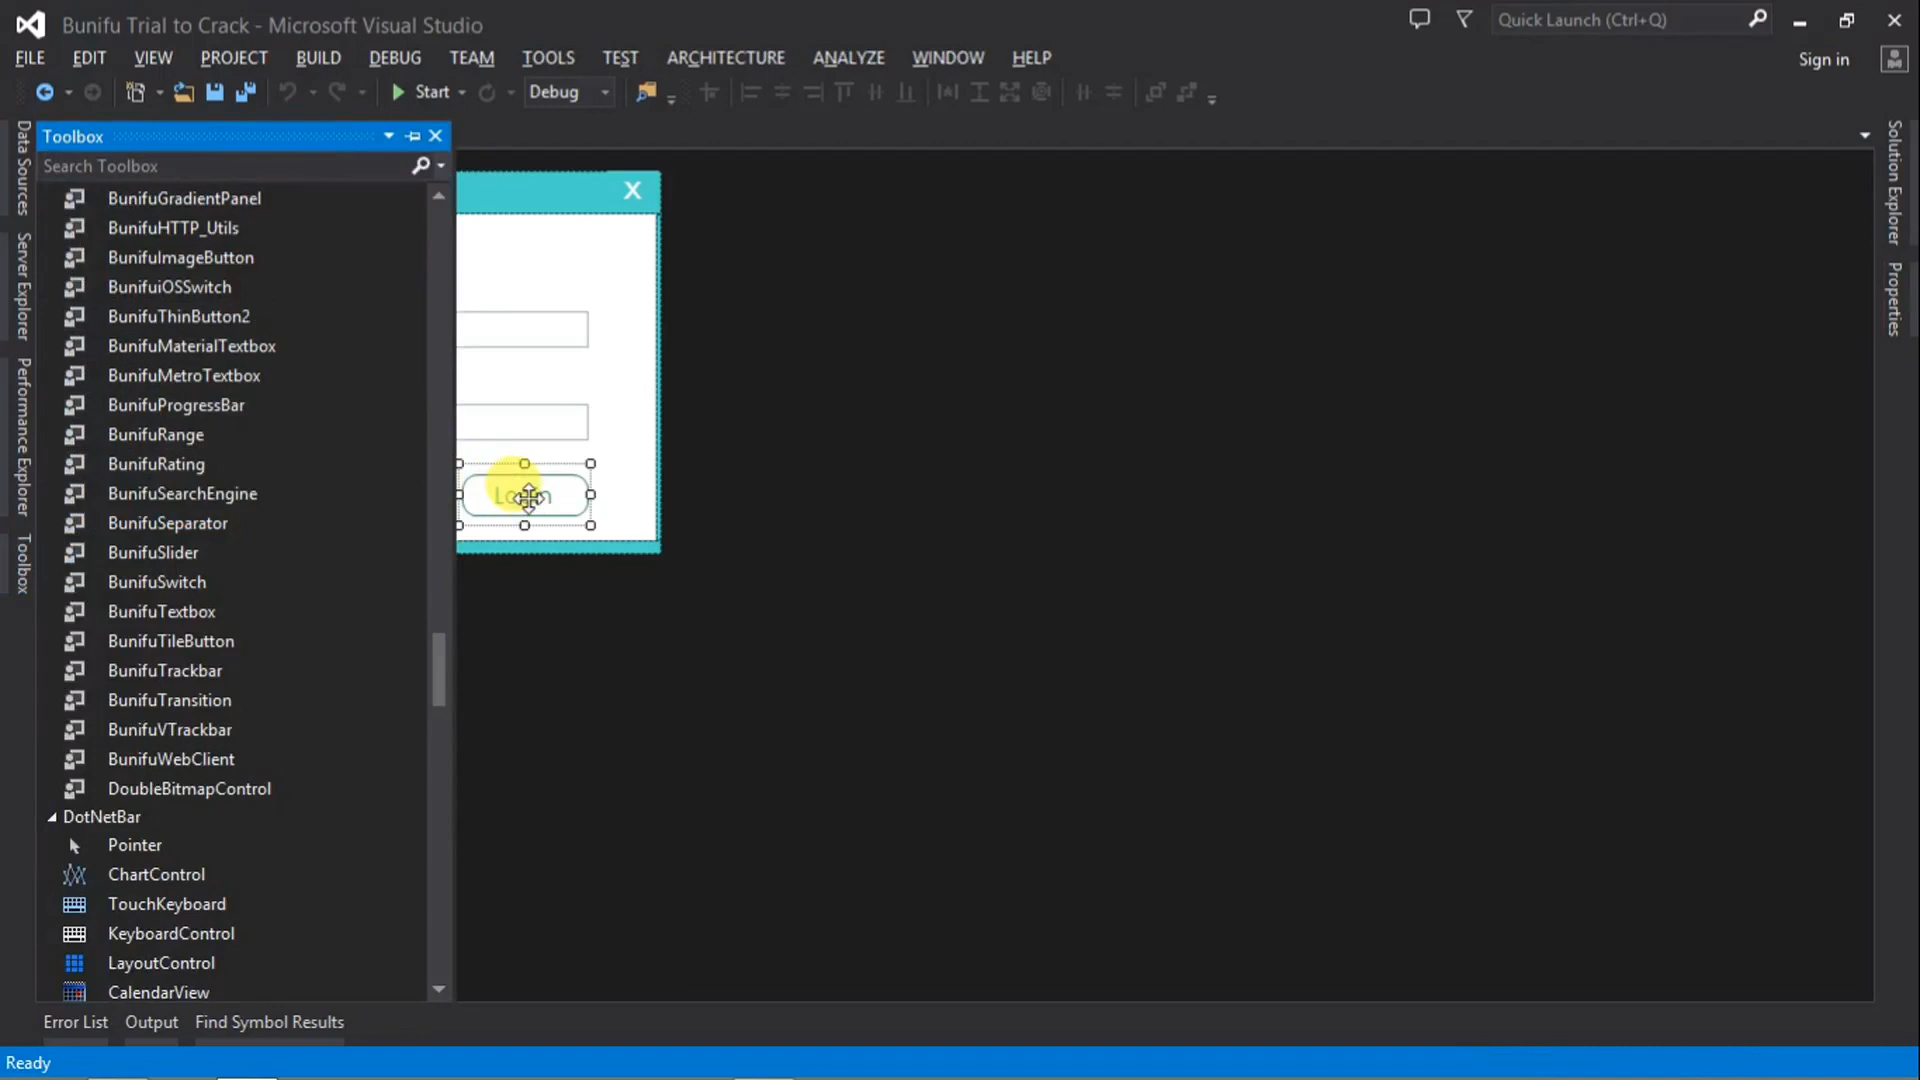 Bunifu Trial to Crack - Microsoft Visual Studio
Quick Launch (Ctrl+Q)
FILE EDIT VIEW PROJECT BUILD DEBUG TEAM TOOLS TEST ARCHITECTURE ANALYZE WINDOW HELP
Sign in
Start
Debug
Data Sources
Server Explorer
Performance Explorer
Toolbox
Toolbox
Search Toolbox
BunifuGradientPanel
BunifuHTTP_Utils
BunifuImageButton
BunifuiOSSwitch
BunifuThinButton2
BunifuMaterialTextbox
BunifuMetroTextbox
BunifuProgressBar
BunifuRange
BunifuRating
BunifuSearchEngine
BunifuSeparator
BunifuSlider
BunifuSwitch
BunifuTextbox
BunifuTileButton
BunifuTrackbar
BunifuTransition
BunifuVTrackbar
BunifuWebClient
DoubleBitmapControl
DotNetBar
Pointer
ChartControl
TouchKeyboard
KeyboardControl
LayoutControl
CalendarView
X
Solution Explorer
Properties
Error List Output Find Symbol Results
Ready